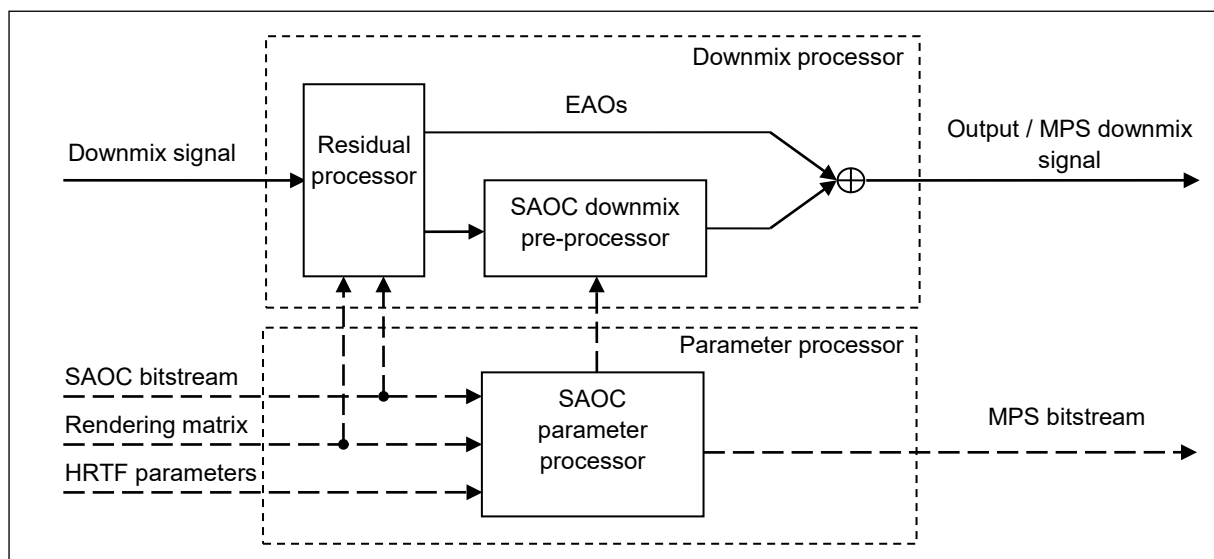 Downmix processor
EAOs
Residual
processor
Downmix signal
Output / MPS downmix
signal
SAOC downmix
pre-processor
Parameter processor
SAOC bitstream
Rendering matrix
HRTF parameters
SAOC
parameter
processor
MPS bitstream